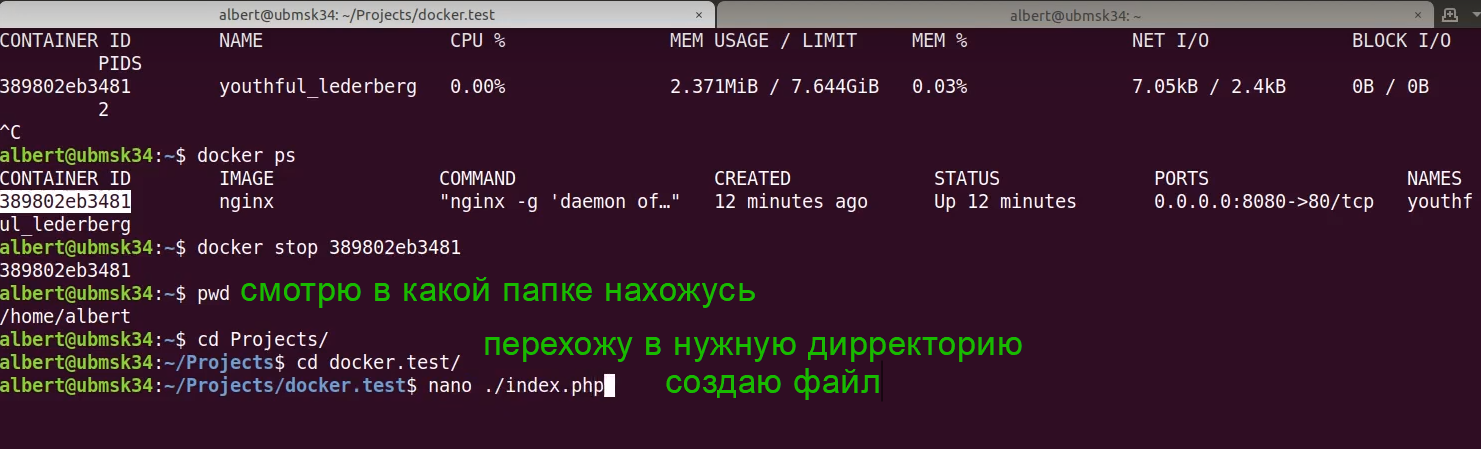 albert@ubmsk34: ~/Projects/docker.test × albert@ubmsk34: ~ ×
CONTAINER ID NAME CPU % MEM USAGE / LIMIT MEM % NET I/O BLOCK I/O
PIDS
389802eb3481 youthful_lederberg 0.00% 2.371MiB / 7.644GiB 0.03% 7.05kB / 2.4kB 0B / 0B
2
^C
albert@ubmsk34:~$ docker ps
CONTAINER ID IMAGE COMMAND CREATED STATUS PORTS NAMES
389802eb3481 nginx "nginx -g 'daemon of…" 12 minutes ago Up 12 minutes 0.0.0.0:8080->80/tcp youthf
ul_lederberg
albert@ubmsk34:~$ docker stop 389802eb3481
389802eb3481
albert@ubmsk34:~$ pwd смотрю в какой папке нахожусь
/home/albert
albert@ubmsk34:~$ cd Projects/ перехожу в нужную дирректорию
albert@ubmsk34:~/Projects$ cd docker.test/
albert@ubmsk34:~/Projects/docker.test$ nano ./index.php создаю файл